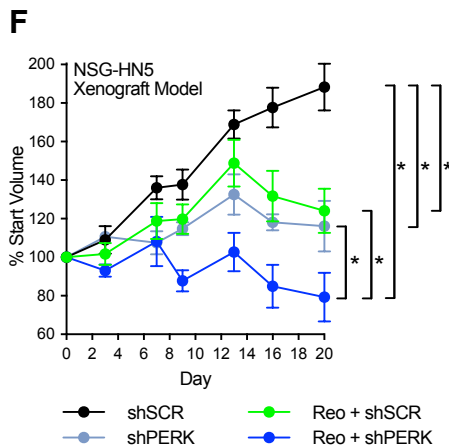 F
NSG-HN5
Xenograft Model
200
180
160
140
120
100
80
60
% Start Volume
0 2 4 6 8 10 12 14 16 18 20
Day
* * *
* *
shSCR
Reo + shSCR
shPERK
Reo + shPERK